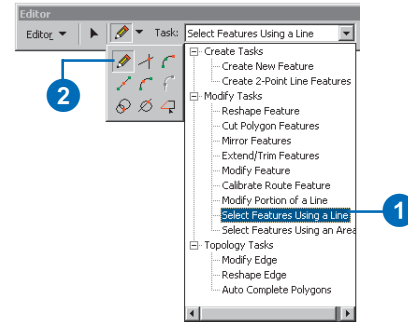 Editor
Editor Task: Select Features Using a Line
Create Tasks
Create New Feature
Create 2-Point Line Features
2
Modify Tasks
Reshape Feature
Cut Polygon Features
Mirror Features
Extend/Trim Features
Modify Feature
Calibrate Route Feature
Modify Portion of a Line
Select Features Using a Line
1
Select Features Using an Area
Topology Tasks
Modify Edge
Reshape Edge
Auto Complete Polygons